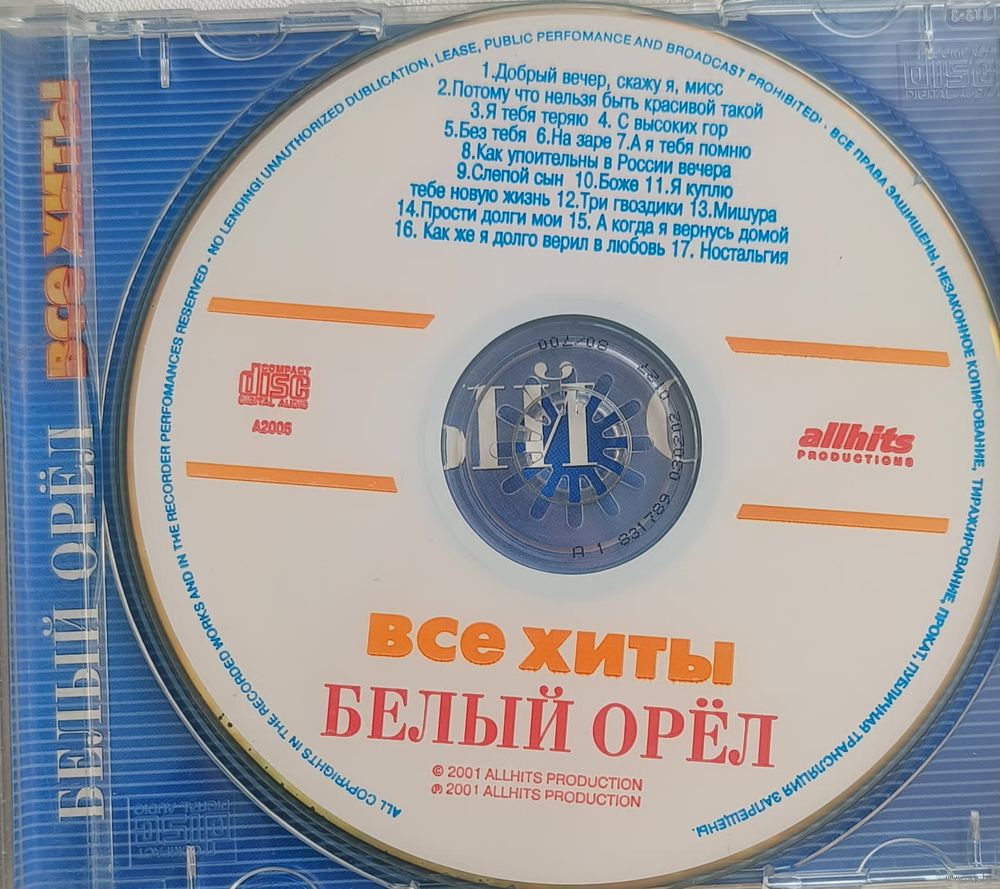 ALL COPYRIGHTS IN THE RECORDED WORKS AND IN THE RECORDER PERFOMANCES RESERVED - NO LENDING! UNAUTHORIZED DUBLICATION, LEASE, PUBLIC PERFOMANCE AND BROADCAST PROHIBITED! - ВСЕ ПРАВА ЗАЩИЩЕНЫ, НЕЗАКОННОЕ КОПИРОВАНИЕ, ТИРАЖИРОВАНИЕ, ПРОКАТ, ПУБЛИЧНАЯ ТРАНСЛЯЦИЯ ЗАПРЕЩЕНЫ
1.Добрый вечер, скажу я, мисс
2.Потому что нельзя быть красивой такой
3.Я тебя теряю 4. С высоких гор
5.Без тебя 6.На заре 7.А я тебя помню
8.Как упоительны в России вечера
9.Слепой сын 10.Боже 11.Я куплю
тебе новую жизнь 12.Три гвоздики 13.Мишура
14.Прости долги мои 15. А когда я вернусь домой
16. Как же я долго верил в любовь 17. Ностальгия
COMPACT
disc
DIGITAL AUDIO
A2006
allhits
PRODUCTIONS
A 1 831789
ВСЕ ХИТЫ
БЕЛЫЙ ОРЁЛ
© 2001 ALLHITS PRODUCTION
℗ 2001 ALLHITS PRODUCTION
БЕЛЫЙ ОРЁЛ
ВСЕ ХИТЫ
COMPACT
disc
DIGITAL AUDIO